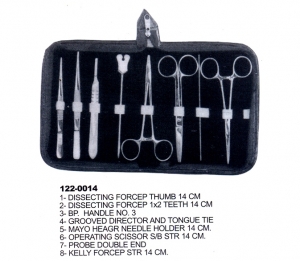 122-0014
1- DISSECTING FORCEP THUMB 14 CM
2- DISSECTING FORCEP 1x2 TEETH 14 CM
3- BP. HANDLE NO. 3
4- GROOVED DIRECTOR AND TONGUE TIE
5- MAYO HEAGR NEEDLE HOLDER 14 CM.
6- OPERATING SCISSOR S/B STR 14 CM.
7- PROBE DOUBLE END
8- KELLY FORCEP STR 14 CM.